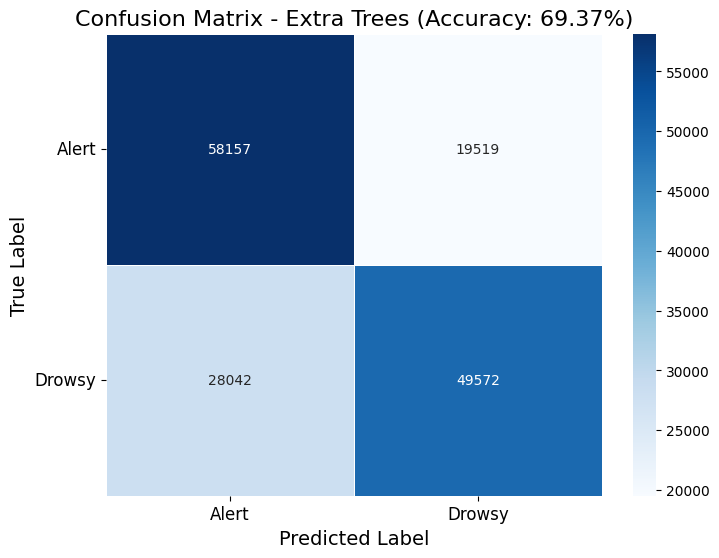 Confusion Matrix - Extra Trees (Accuracy: 69.37%)
True Label
Alert
58157
19519
Drowsy
28042
49572
Alert
Drowsy
Predicted Label
55000
50000
45000
40000
35000
30000
25000
20000